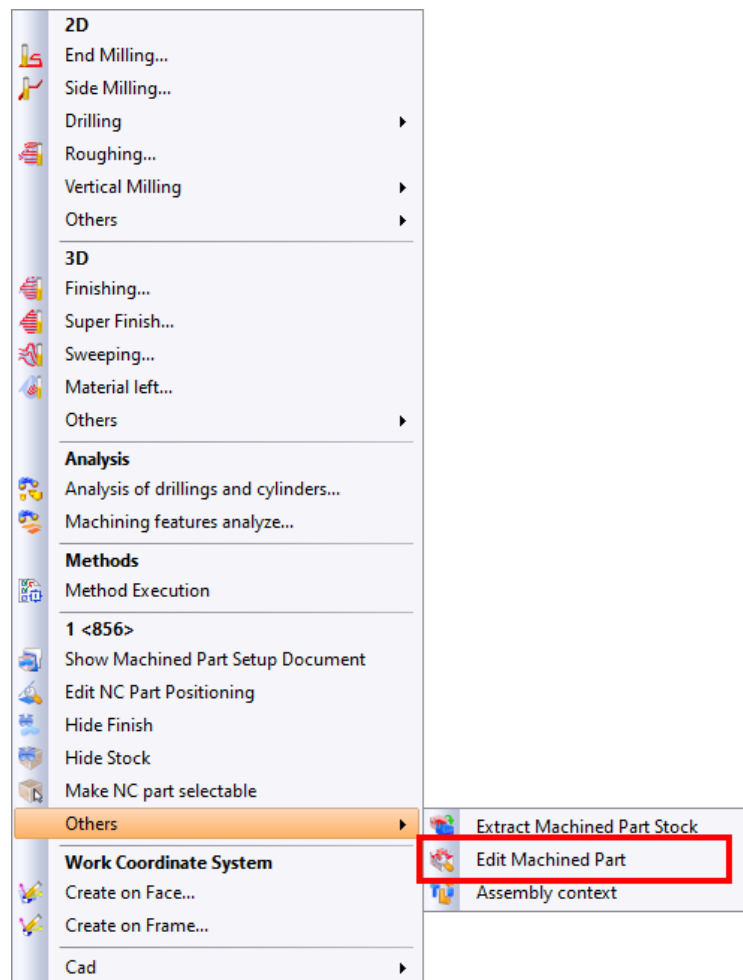 2D
End Milling...
Side Milling...
Drilling
Roughing...
Vertical Milling
Others
3D
Finishing...
Super Finish...
Sweeping...
Material left...
Others
Analysis
Analysis of drillings and cylinders...
Machining features analyze...
Methods
Method Execution
1 <856>
Show Machined Part Setup Document
Edit NC Part Positioning
Hide Finish
Hide Stock
Make NC part selectable
Others
Extract Machined Part Stock
Edit Machined Part
Assembly context
Work Coordinate System
Create on Face...
Create on Frame...
Cad